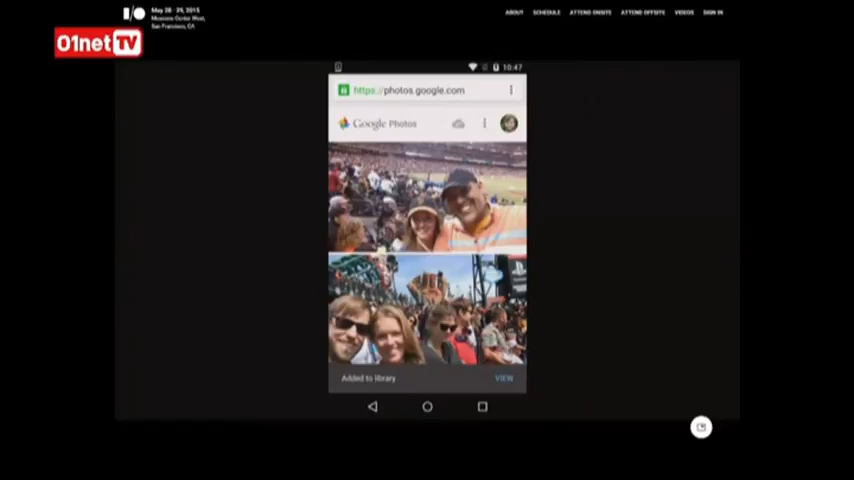 I/O
May 28 - 29, 2015
Moscone Center West,
San Francisco, CA
ABOUT
SCHEDULE
ATTEND ONSITE
ATTEND OFFSITE
VIDEOS
SIGN IN
01net TV
10:47
https://photos.google.com
Google Photos
PlayStation
Added to library
VIEW